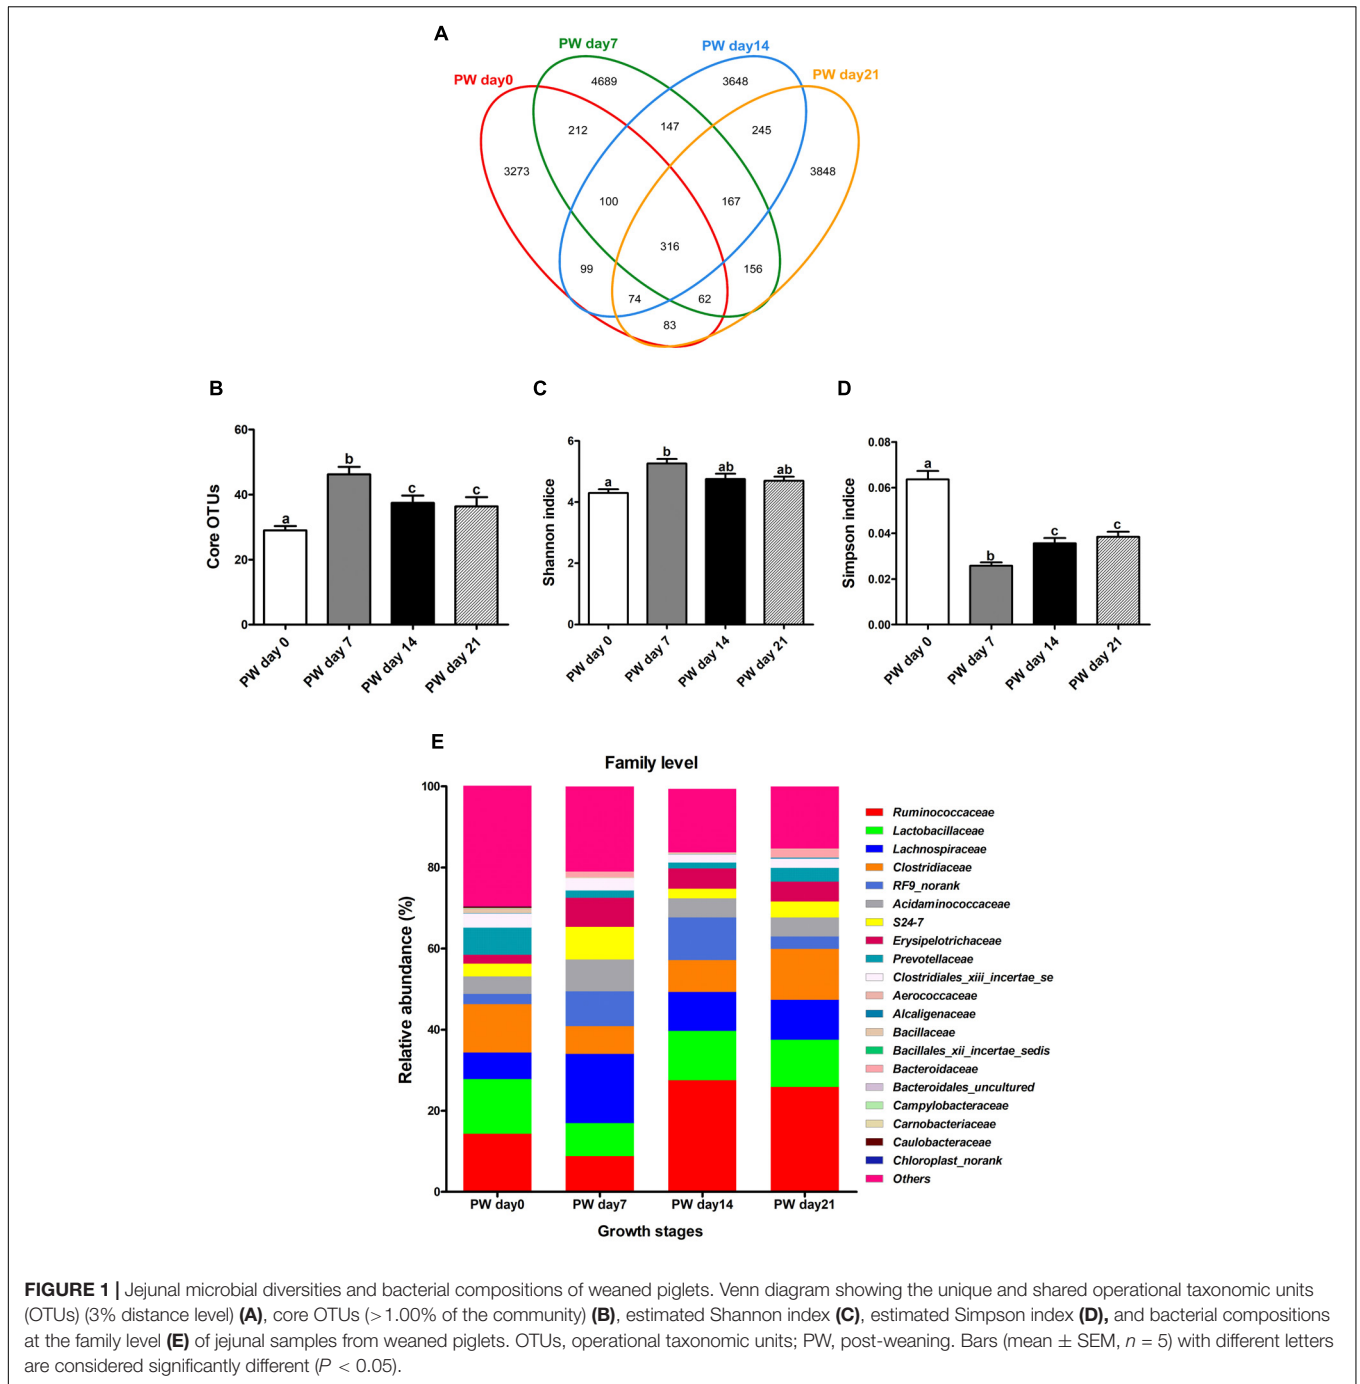 A
PW day7
PW day14
PW day0
PW day21
4689
3648
212
147
245
3273
3848
100
167
316
99
156
74
62
83
B
Core OTUs
60
40
20
0
a
b
c
c
PW day 0
PW day 7
PW day 14
PW day 21
C
Shannon indice
6
4
2
0
a
b
ab
ab
PW day 0
PW day 7
PW day 14
PW day 21
D
Simpson indice
0.08
0.06
0.04
0.02
0.00
a
b
c
c
PW day 0
PW day 7
PW day 14
PW day 21
E
Family level
Relative abundance (%)
100
80
60
40
20
0
PW day0
PW day7
PW day14
PW day21
Growth stages
Ruminococcaceae
Lactobacillaceae
Lachnospiraceae
Clostridiaceae
RF9_norank
Acidaminococcaceae
S24-7
Erysipelotrichaceae
Prevotellaceae
Clostridiales_xiii_incertae_se
Aerococcaceae
Alcaligenaceae
Bacillaceae
Bacillales_xii_incertae_sedis
Bacteroidaceae
Bacteroidales_uncultured
Campylobacteraceae
Carnobacteriaceae
Caulobacteraceae
Chloroplast_norank
Others
FIGURE 1 | Jejunal microbial diversities and bacterial compositions of weaned piglets. Venn diagram showing the unique and shared operational taxonomic units
(OTUs) (3% distance level) (A), core OTUs (>1.00% of the community) (B), estimated Shannon index (C), estimated Simpson index (D), and bacterial compositions
at the family level (E) of jejunal samples from weaned piglets. OTUs, operational taxonomic units; PW, post-weaning. Bars (mean ± SEM, n = 5) with different letters
are considered significantly different (P < 0.05).